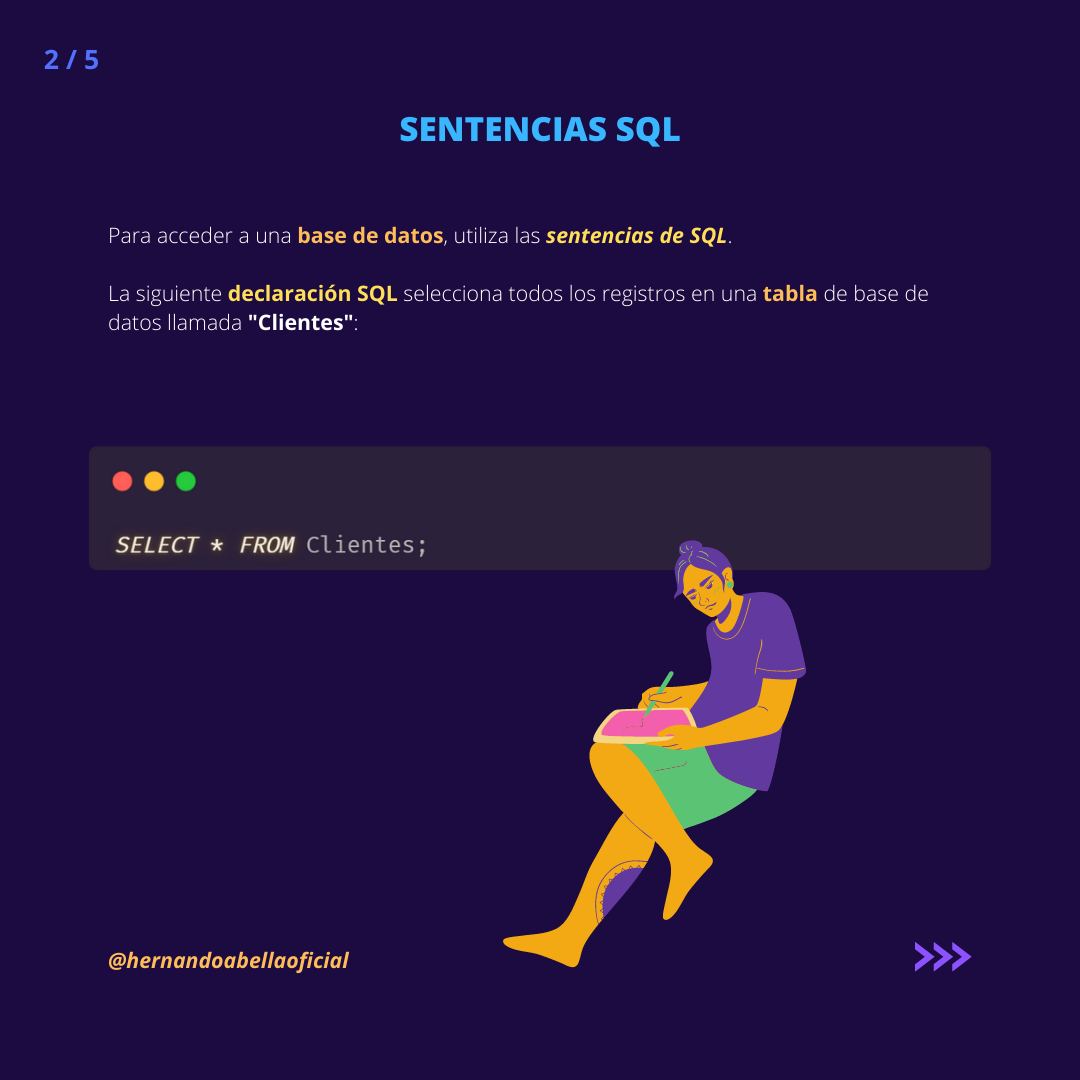 2 / 5
SENTENCIAS SQL
Para acceder a una base de datos, utiliza las sentencias de SQL.
La siguiente declaración SQL selecciona todos los registros en una tabla de base de
datos llamada "Clientes":
SELECT * FROM Clientes;
@hernandoabellaoficial